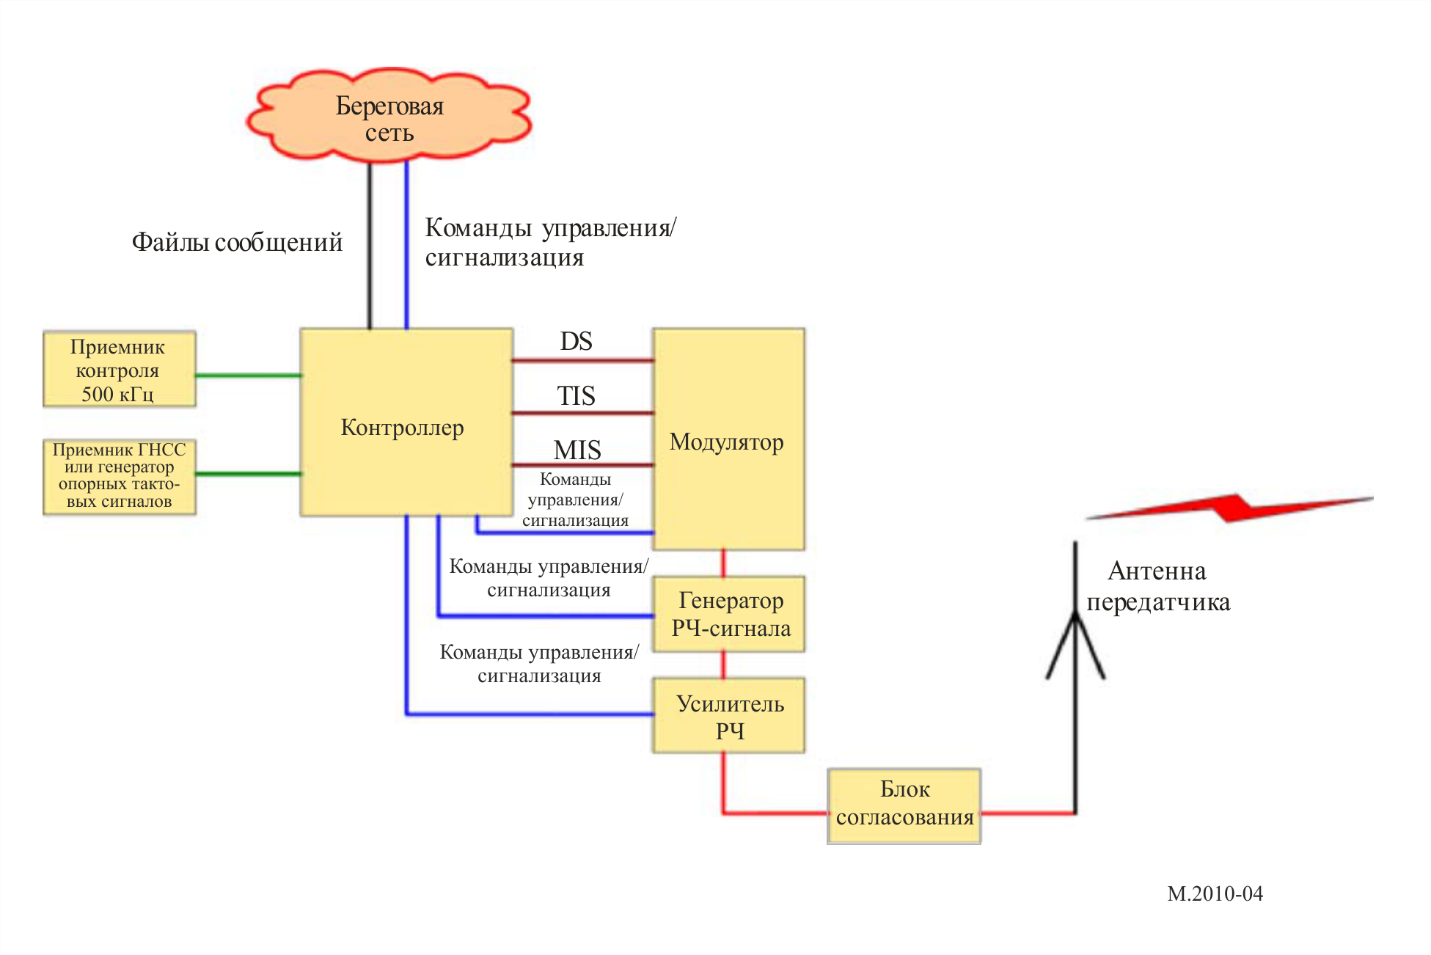 Береговая
сеть
Файлы сообщений
Команды управления/
сигнализация
Приемник
контроля
500 кГц
Приемник ГНСС
или генератор
опорных такто-
вых сигналов
Контроллер
DS
TIS
MIS
Команды
управления/
сигнализация
Модулятор
Команды управления/
сигнализация
Генератор
РЧ-сигнала
Команды управления/
сигнализация
Усилитель
РЧ
Блок
согласования
Антенна
передатчика
М.2010-04